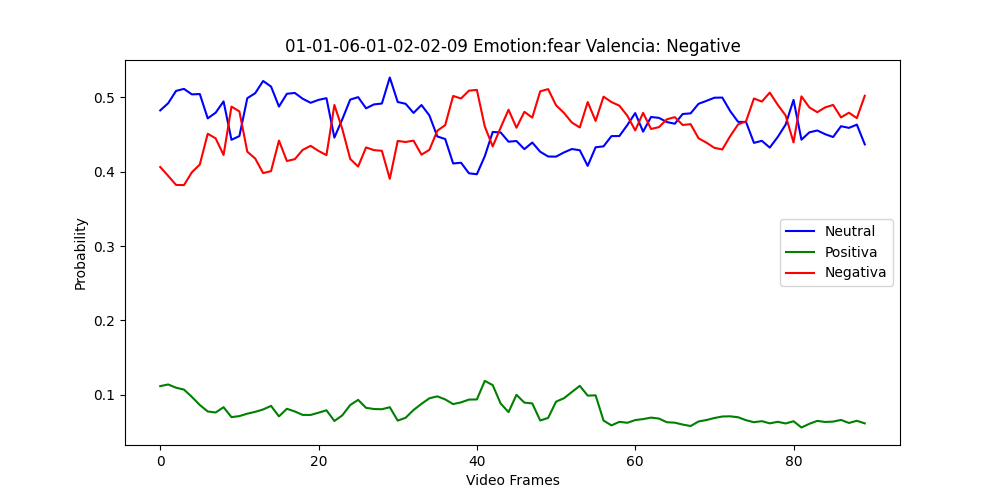 01-01-06-01-02-02-09 Emotion:fear Valencia: Negative
Probability
0.5
0.4
0.3
0.2
0.1
Neutral
Positiva
Negativa
0 20 40 60 80
Video Frames